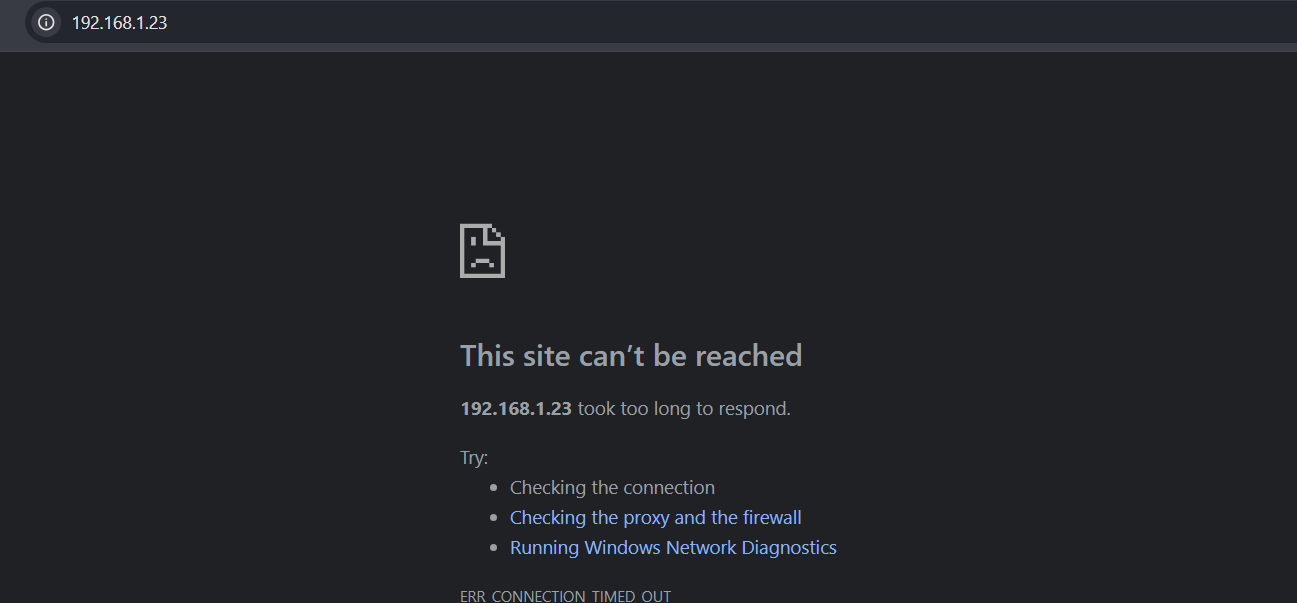 192.168.1.23
This site can’t be reached
192.168.1.23 took too long to respond.
Try:
Checking the connection
Checking the proxy and the firewall
Running Windows Network Diagnostics
ERR_CONNECTION_TIMED_OUT